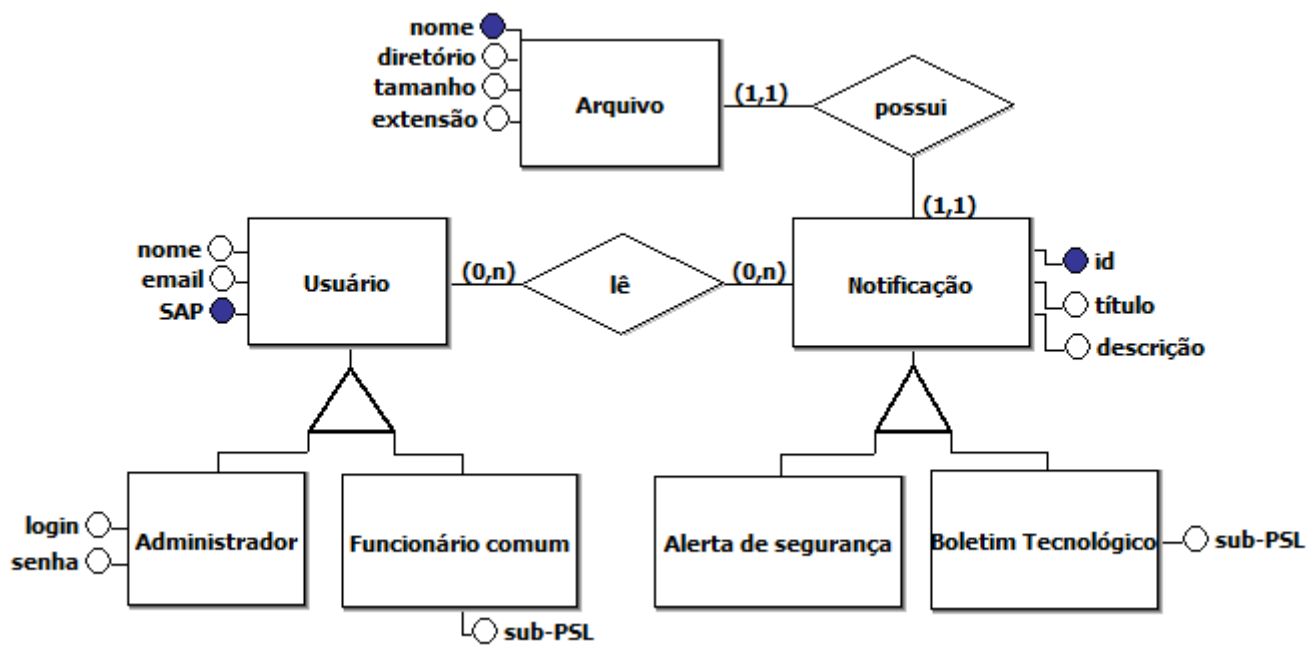 nome
diretório
tamanho
extensão
Arquivo
(1,1)
possui
(1,1)
nome
email
SAP
Usuário
(0,n)
lê
(0,n)
Notificação
id
título
descrição
login
senha
Administrador
Funcionário comum
sub-PSL
Alerta de segurança
Boletim Tecnológico
sub-PSL